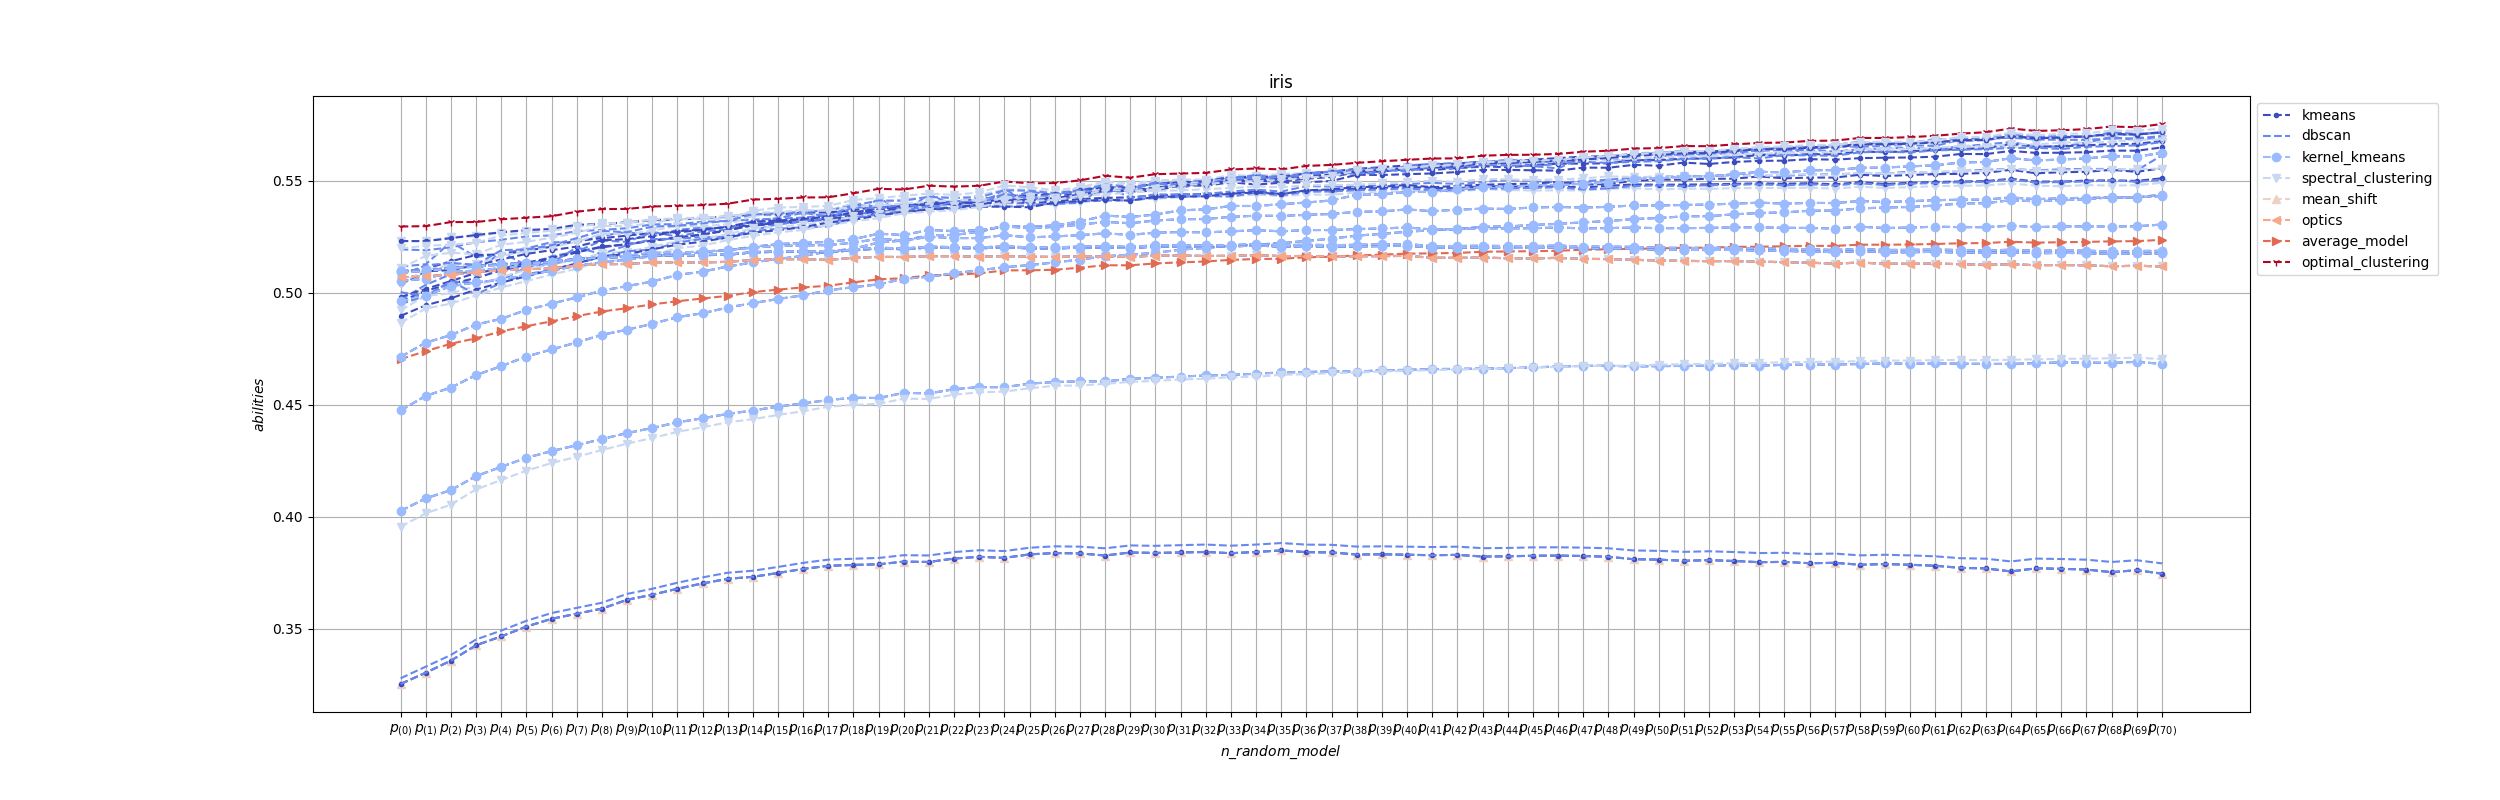 iris
kmeans
dbscan
kernel_kmeans
spectral_clustering
mean_shift
optics
average_model
optimal_clustering
abilities
0.55
0.50
0.45
0.40
0.35
p(0) p(1) p(2) p(3) p(4) p(5) p(6) p(7) p(8) p(9) p(10) p(11) p(12) p(13) p(14) p(15) p(16) p(17) p(18) p(19) p(20) p(21) p(22) p(23) p(24) p(25) p(26) p(27) p(28) p(29) p(30) p(31) p(32) p(33) p(34) p(35) p(36) p(37) p(38) p(39) p(40) p(41) p(42) p(43) p(44) p(45) p(46) p(47) p(48) p(49) p(50) p(51) p(52) p(53) p(54) p(55) p(56) p(57) p(58) p(59) p(60) p(61) p(62) p(63) p(64) p(65) p(66) p(67) p(68) p(69) p(70)
n_random_model